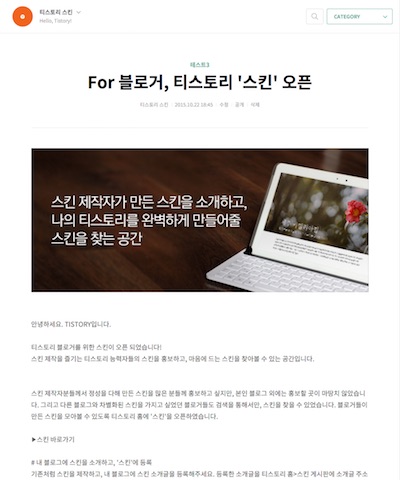 티스토리 스킨
Hello, Tistory!
CATEGORY
테스트3
For 블로거, 티스토리 '스킨' 오픈
티스토리 스킨 2015.10.22 18:45 수정 공개 삭제
스킨 제작자가 만든 스킨을 소개하고,
나의 티스토리를 완벽하게 만들어줄
스킨을 찾는 공간
안녕하세요. TISTORY입니다.
티스토리 블로거를 위한 스킨이 오픈 되었습니다!
스킨 제작을 즐기는 티스토리 능력자들의 스킨을 홍보하고, 마음에 드는 스킨을 찾아볼 수 있는 공간입니다.
스킨 제작자분들께서 정성을 다해 만든 스킨을 많은 분들께 홍보하고 싶지만, 본인 블로그 외에는 홍보할 곳이 마땅치 않았습니
다. 그리고 다른 블로그와 차별화된 스킨을 가지고 싶었던 블로거들도 검색을 통해서만, 스킨을 찾을 수 있었습니다. 블로거들이
만든 스킨을 모아볼 수 있도록 티스토리 홈에 '스킨'을 오픈하였습니다.
▶스킨 바로가기
# 내 블로그에 스킨을 소개하고, '스킨'에 등록
기존처럼 스킨을 제작하고, 내 블로그에 스킨 소개글을 등록해주세요. 등록한 소개글을 티스토리 홈>스킨 게시판에 소개글 주소